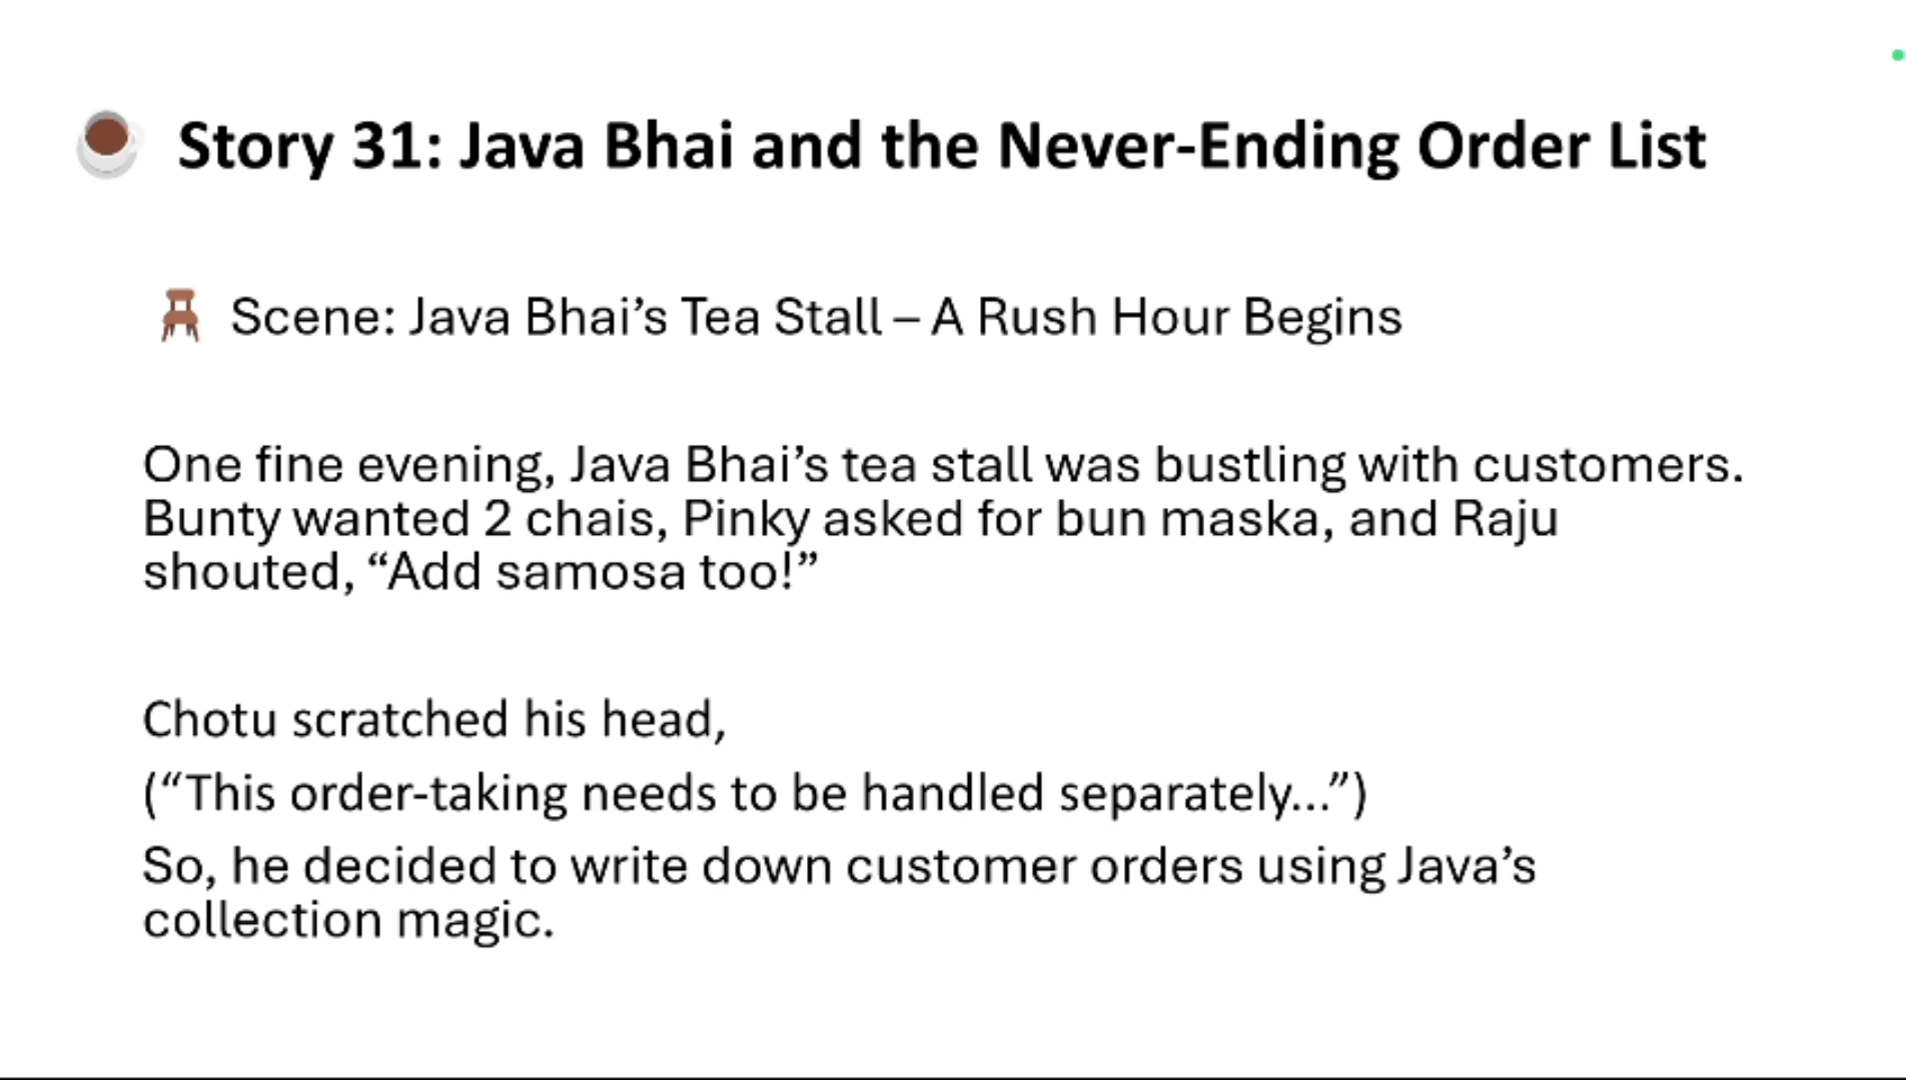 Story 31: Java Bhai and the Never-Ending Order List
Scene: Java Bhai’s Tea Stall – A Rush Hour Begins
One fine evening, Java Bhai’s tea stall was bustling with customers.
Bunty wanted 2 chais, Pinky asked for bun maska, and Raju
shouted, “Add samosa too!”
Chotu scratched his head,
(“This order-taking needs to be handled separately...”)
So, he decided to write down customer orders using Java’s
collection magic.